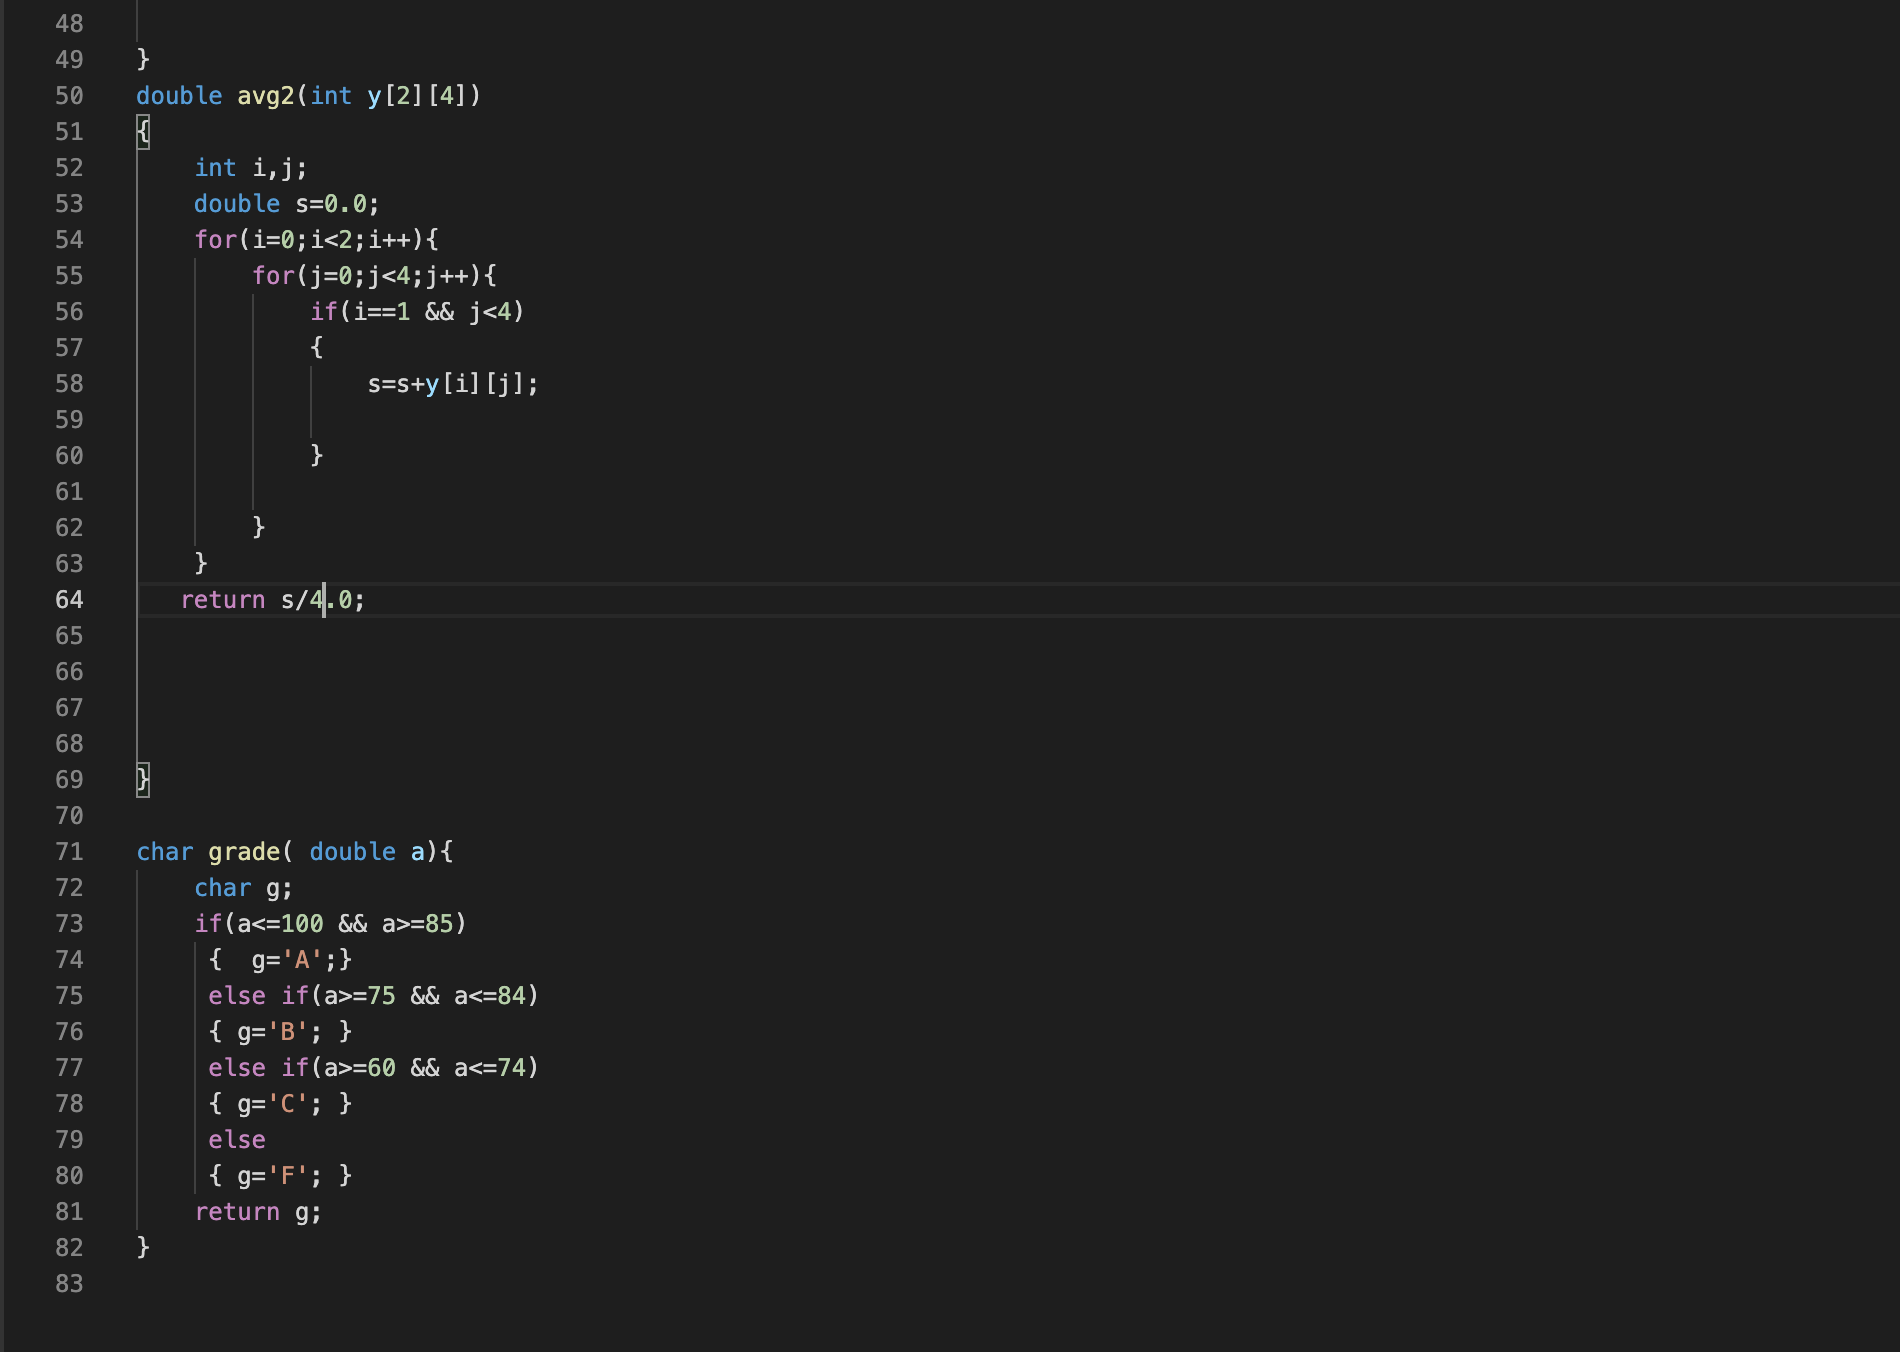 48
49 }
50 double avg2(int y[2][4])
51 {
52 int i,j;
53 double s=0.0;
54 for(i=0;i<2;i++){
55 for(j=0;j<4;j++){
56 if(i==1 && j<4)
57 {
58 s=s+y[i][j];
59
60 }
61
62 }
63 }
64 return s/4.0;
65
66
67
68
69 }
70
71 char grade( double a){
72 char g;
73 if(a<=100 && a>=85)
74 {  g='A';}
75 else if(a>=75 && a<=84)
76 { g='B'; }
77 else if(a>=60 && a<=74)
78 { g='C'; }
79 else
80 { g='F'; }
81 return g;
82 }
83